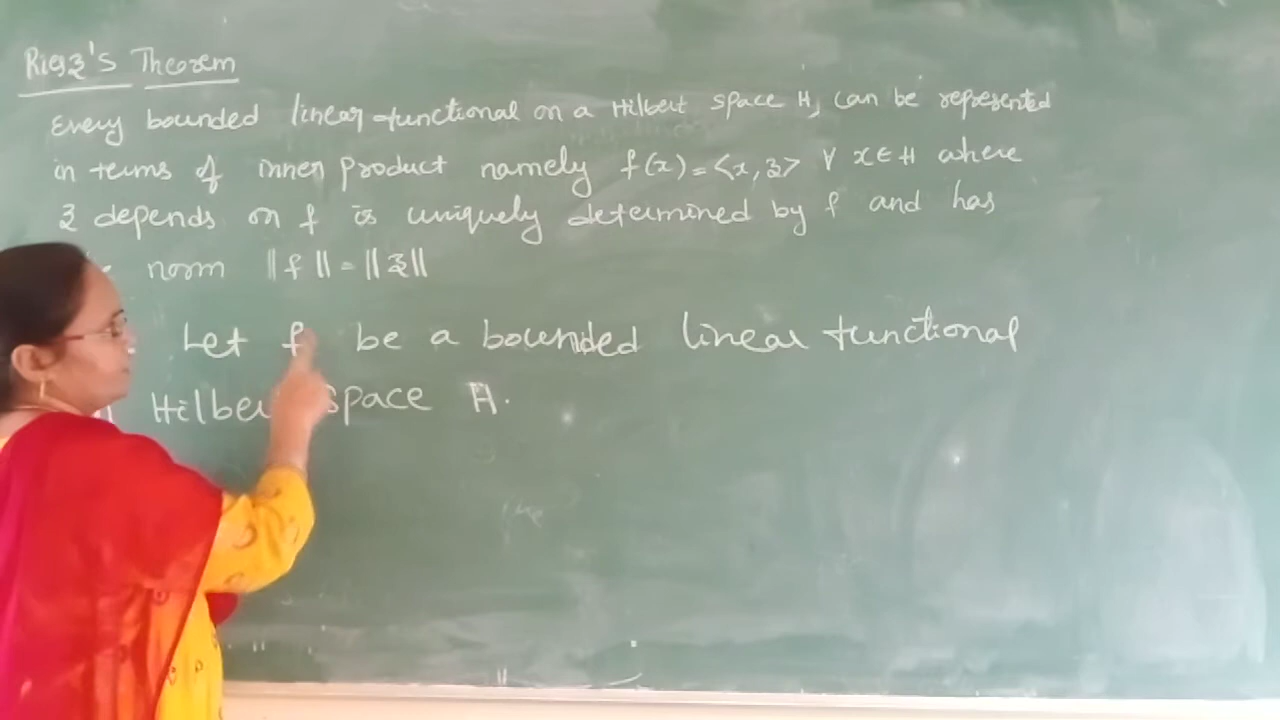 Riesz's Theorem
Every bounded linear functional on a Hilbert space H, can be represented
in terms of inner product namely f(x)=<x,z> ∀ x∈H where
z depends on f is uniquely determined by f and has
norm ||f||=||z||
Let f be a bounded linear functional
space H.